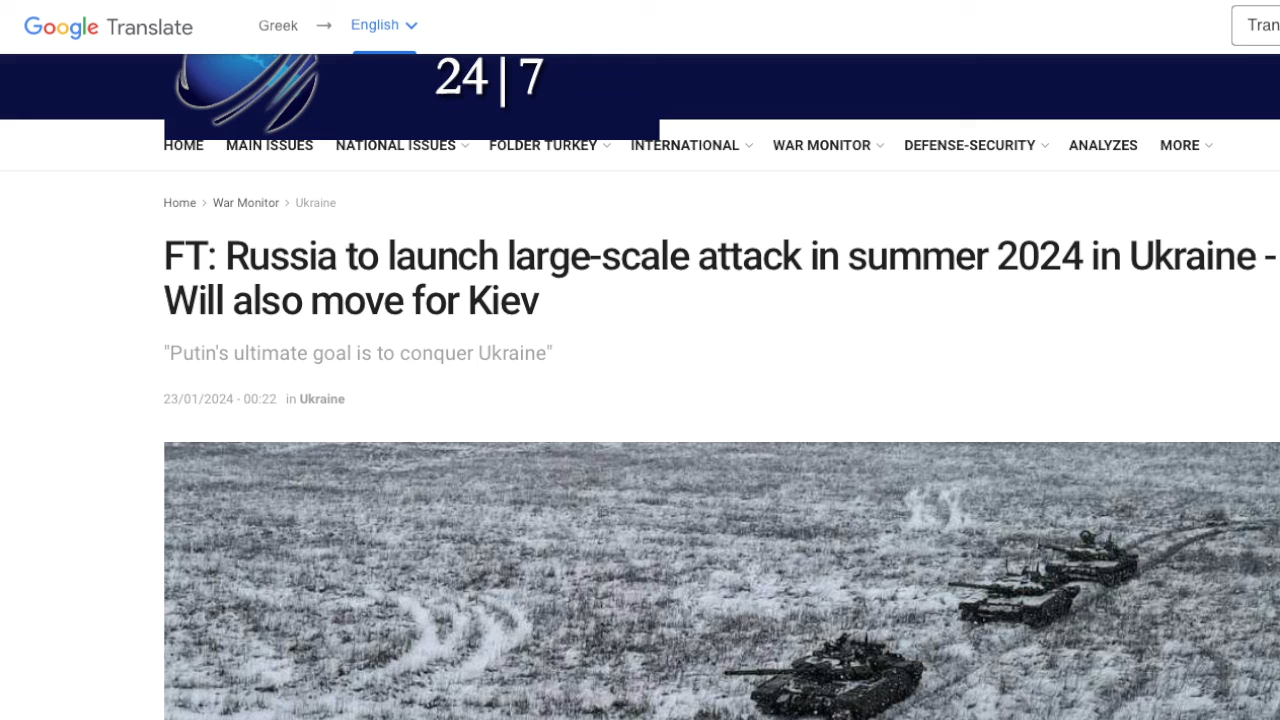 Google Translate
Greek → English
Tran
24|7
HOME MAIN ISSUES NATIONAL ISSUES FOLDER TURKEY INTERNATIONAL WAR MONITOR DEFENSE-SECURITY ANALYZES MORE
Home > War Monitor > Ukraine
FT: Russia to launch large-scale attack in summer 2024 in Ukraine -
Will also move for Kiev
"Putin's ultimate goal is to conquer Ukraine"
23/01/2024 - 00:22 in Ukraine